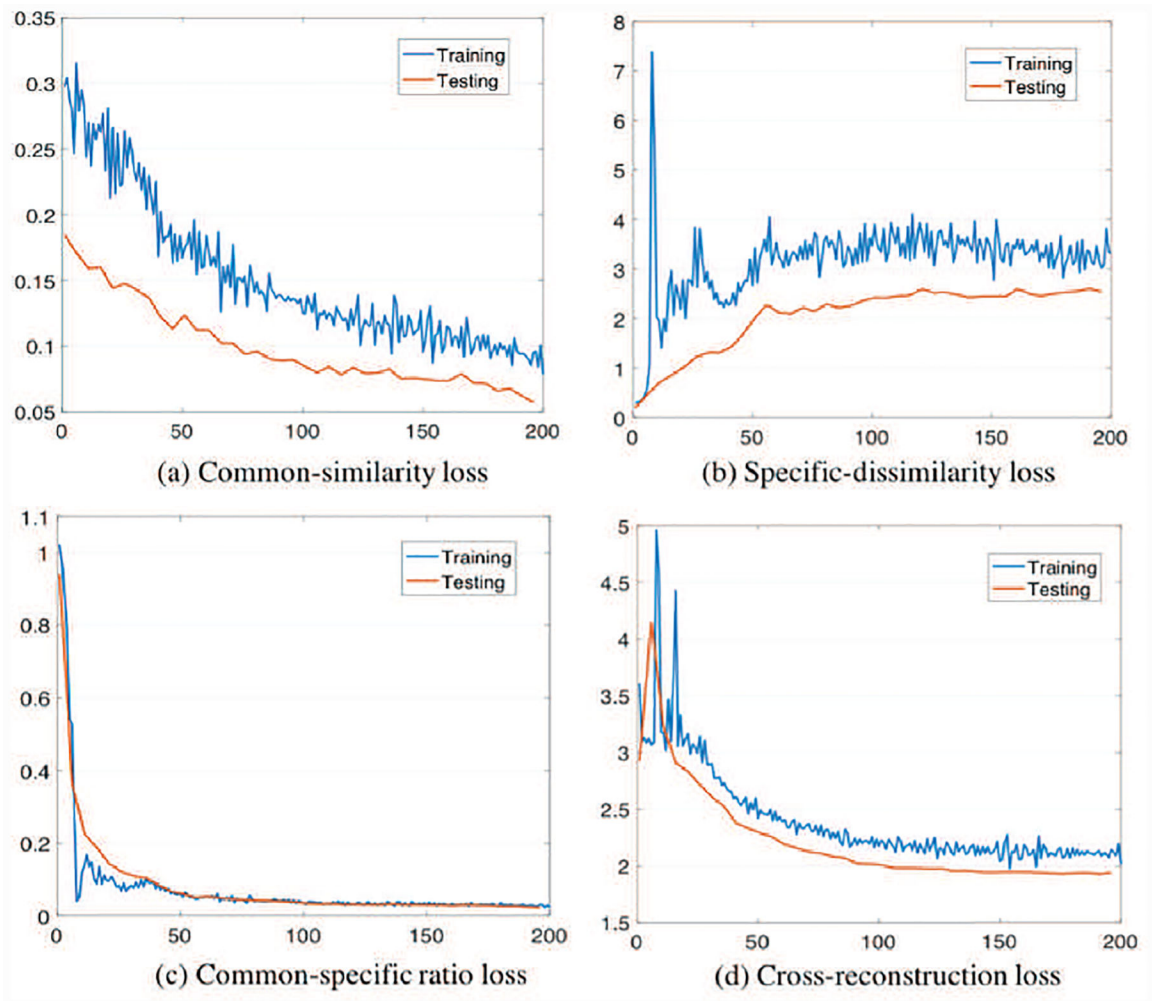 0.35
0.3
0.25
0.2
0.15
0.1
0.05
0 50 100 150 200
Training
Testing
(a) Common-similarity loss
8
7
6
5
4
3
2
1
0
0 50 100 150 200
Training
Testing
(b) Specific-dissimilarity loss
1.1
1
0.8
0.6
0.4
0.2
0
0 50 100 150 200
Training
Testing
(c) Common-specific ratio loss
5
4.5
4
3.5
3
2.5
2
1.5
0 50 100 150 200
Training
Testing
(d) Cross-reconstruction loss